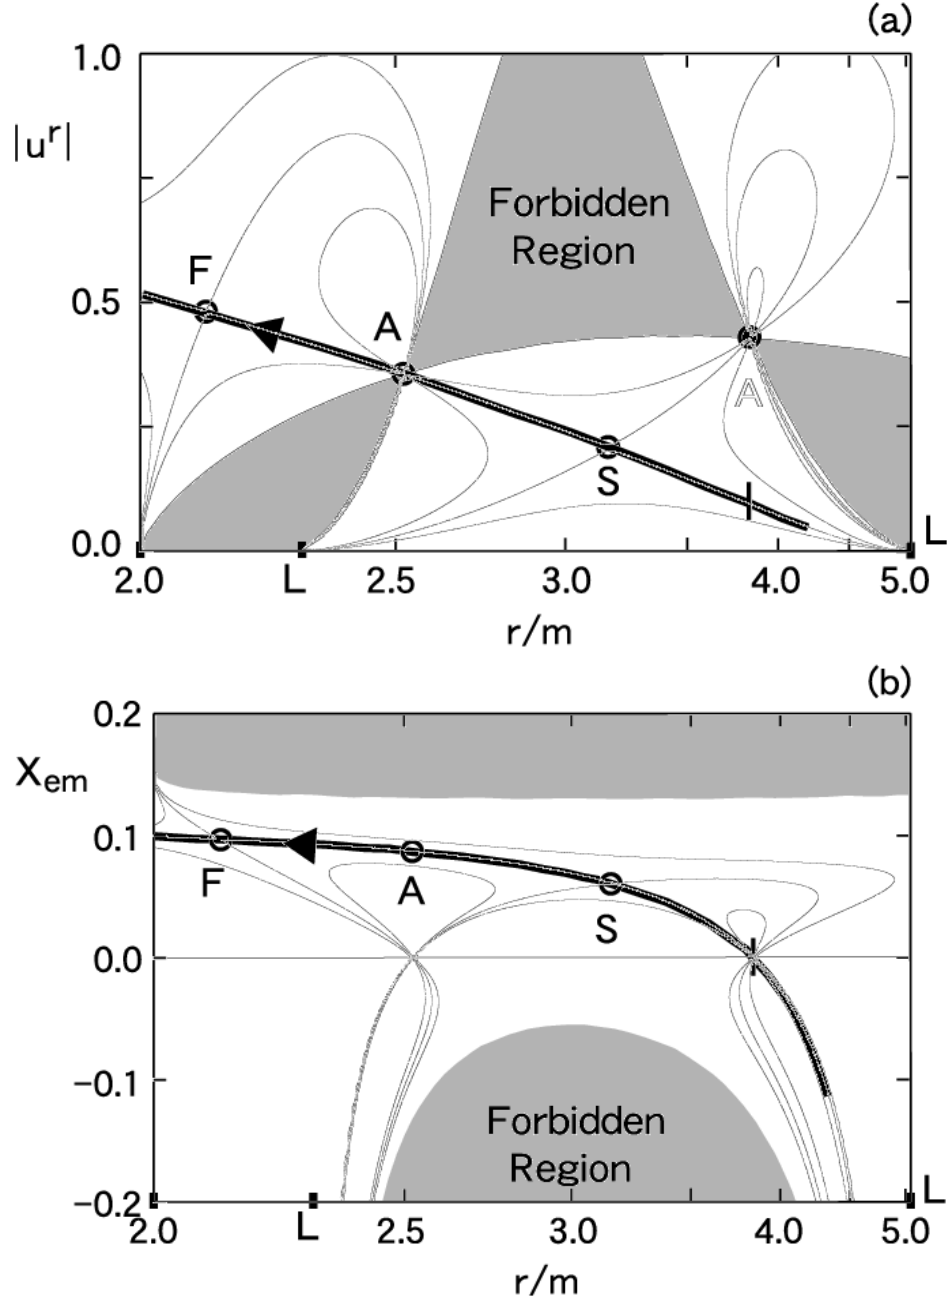 (a)
1.0
|u^r|
Forbidden
Region
F
0.5
A
A
S
0.0
L
2.0
L
2.5
3.0
4.0
5.0
r/m
(b)
0.2
X_em
0.1
F
A
S
0.0
-0.1
Forbidden
Region
-0.2
L
2.0
L
2.5
3.0
4.0
5.0
r/m